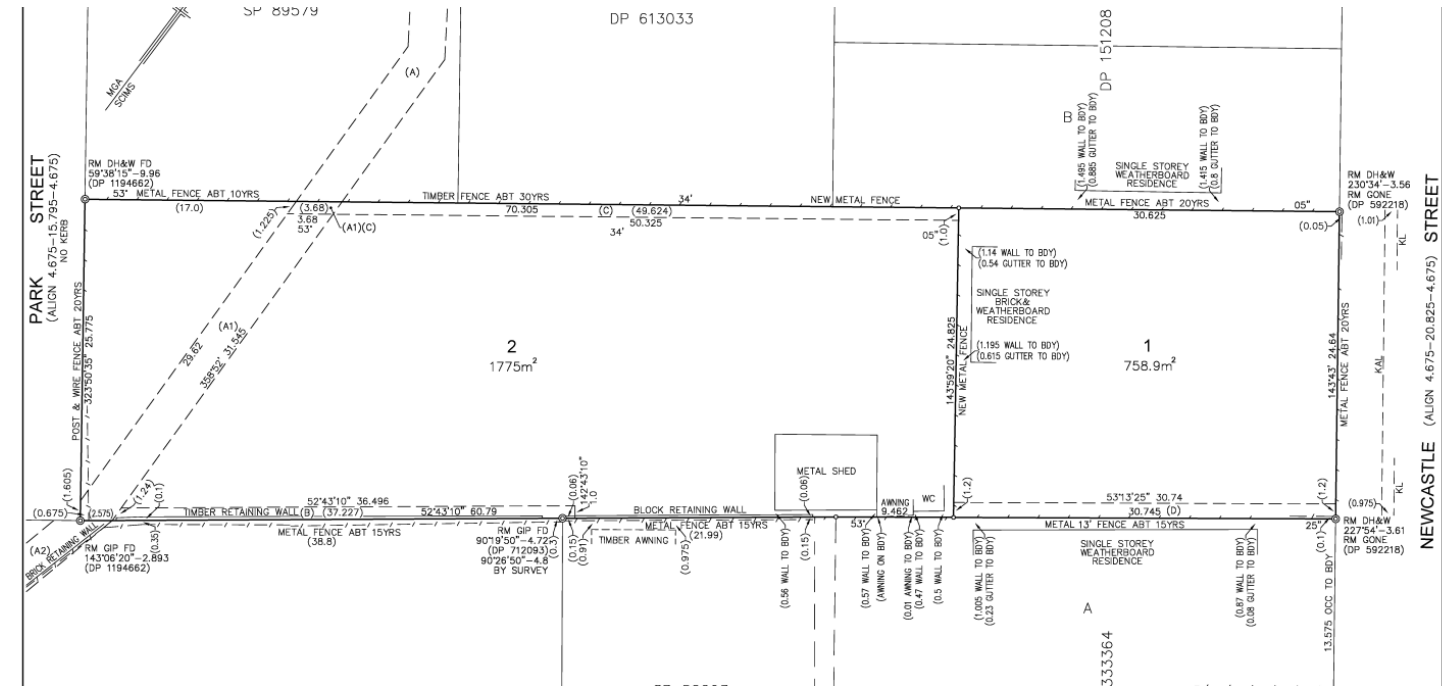 SP 89579
DP 613033
DP 151208
MGA
SCIMS
(A)
B
PARK STREET
(ALIGN 4.675-15.795-4.675)
NO KERB
RM DH&W FD
59°38'15"-9.96
(DP 1194662)
53' METAL FENCE ABT 10YRS
(17.0)
TIMBER FENCE ABT 30YRS
(3.68)
3.68
53'
(1.225)
(A1)(C)
70.305
(C) (49.624)
50.325
34'
34'
NEW METAL FENCE
05"
(1.0)
(1.495 WALL TO BDY)
(0.885 GUTTER TO BDY)
SINGLE STOREY
WEATHERBOARD
RESIDENCE
(1.415 WALL TO BDY)
(0.8 GUTTER TO BDY)
METAL FENCE ABT 20YRS
30.625
05"
(0.05)
RM DH&W
230°34'-3.56
RM GONE
(DP 592218)
(1.01)
KL
NEWCASTLE STREET
(ALIGN 4.675-20.825-4.675)
POST & WIRE FENCE ABT 20YRS
323°50'35" 25.775
(A1)
29.62
358°52' 31.545
2
1775m²
143°59'20" 24.825
NEW METAL FENCE
(1.14 WALL TO BDY)
(0.54 GUTTER TO BDY)
SINGLE STOREY
BRICK&
WEATHERBOARD
RESIDENCE
(1.195 WALL TO BDY)
(0.615 GUTTER TO BDY)
1
758.9m²
143°43' 24.64
METAL FENCE ABT 20YRS
KAL
METAL SHED
(1.605)
(0.675)
(2.575)
(1.24)
(0.1)
52°43'10" 36.496
TIMBER RETAINING WALL(B) (37.227)
52°43'10" 60.79
METAL FENCE ABT 15YRS
(38.8)
(0.35)
(0.06)
142°43'10"
1.0
BLOCK RETAINING WALL
(0.06)
METAL FENCE ABT 15YRS
(21.99)
TIMBER AWNING
53'
AWNING
9.462
WC
(1.2)
53°13'25" 30.74
30.745 (D)
(1.2)
METAL 13' FENCE ABT 15YRS
25"
(0.1)
(0.975)
KL
RM DH&W
227°54'-3.61
RM GONE
(DP 592218)
(A2)
BRICK RETAINING WALL
RM GIP FD
143°06'20"-2.893
(DP 1194662)
RM GIP FD
90°19'50"-4.722
(DP 712093)
90°26'50"-4.8
BY SURVEY
(0.3)
(0.15)
(0.91)
(0.975)
(0.15)
(0.56 WALL TO BDY)
(0.57 WALL TO BDY)
(AWNING ON BDY)
(0.01 AWNING TO BDY)
(0.47 WALL TO BDY)
(0.5 WALL TO BDY)
(1.005 WALL TO BDY)
(0.23 GUTTER TO BDY)
SINGLE STOREY
WEATHERBOARD
RESIDENCE
(0.87 WALL TO BDY)
(0.08 GUTTER TO BDY)
13.575 OCC TO BDY
A
333364